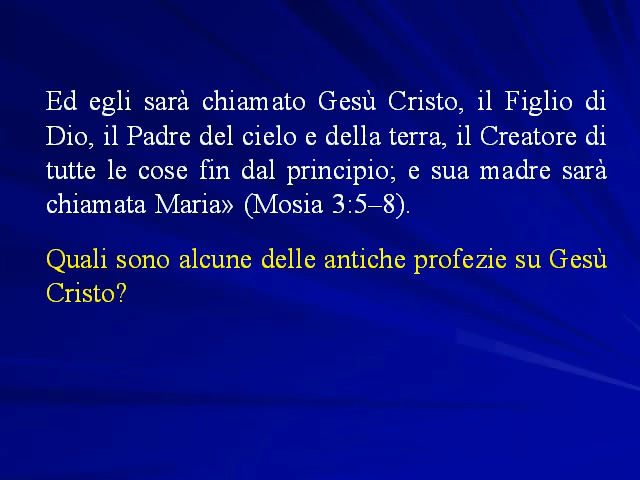 Ed egli sarà chiamato Gesù Cristo, il Figlio di
Dio, il Padre del cielo e della terra, il Creatore di
tutte le cose fin dal principio; e sua madre sarà
chiamata Maria» (Mosia 3:5–8).
Quali sono alcune delle antiche profezie su Gesù
Cristo?